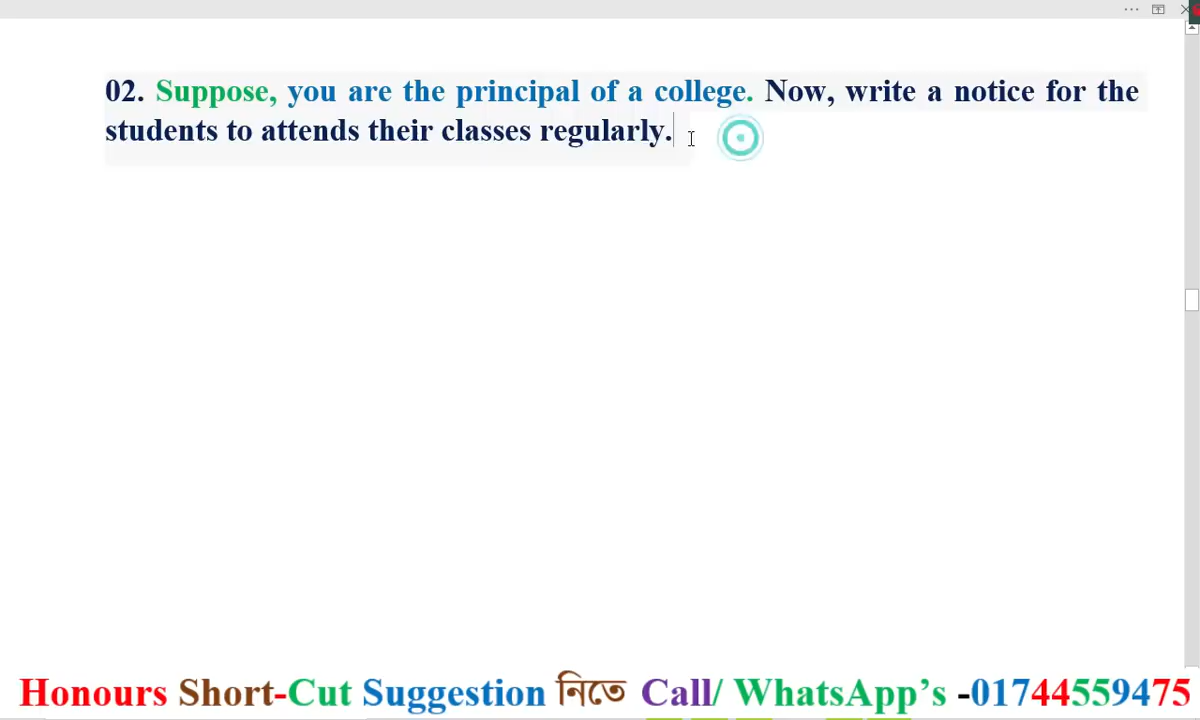 02. Suppose, you are the principal of a college. Now, write a notice for the
students to attends their classes regularly.
Honours Short-Cut Suggestion নিতে Call/ WhatsApp’s -01744559475